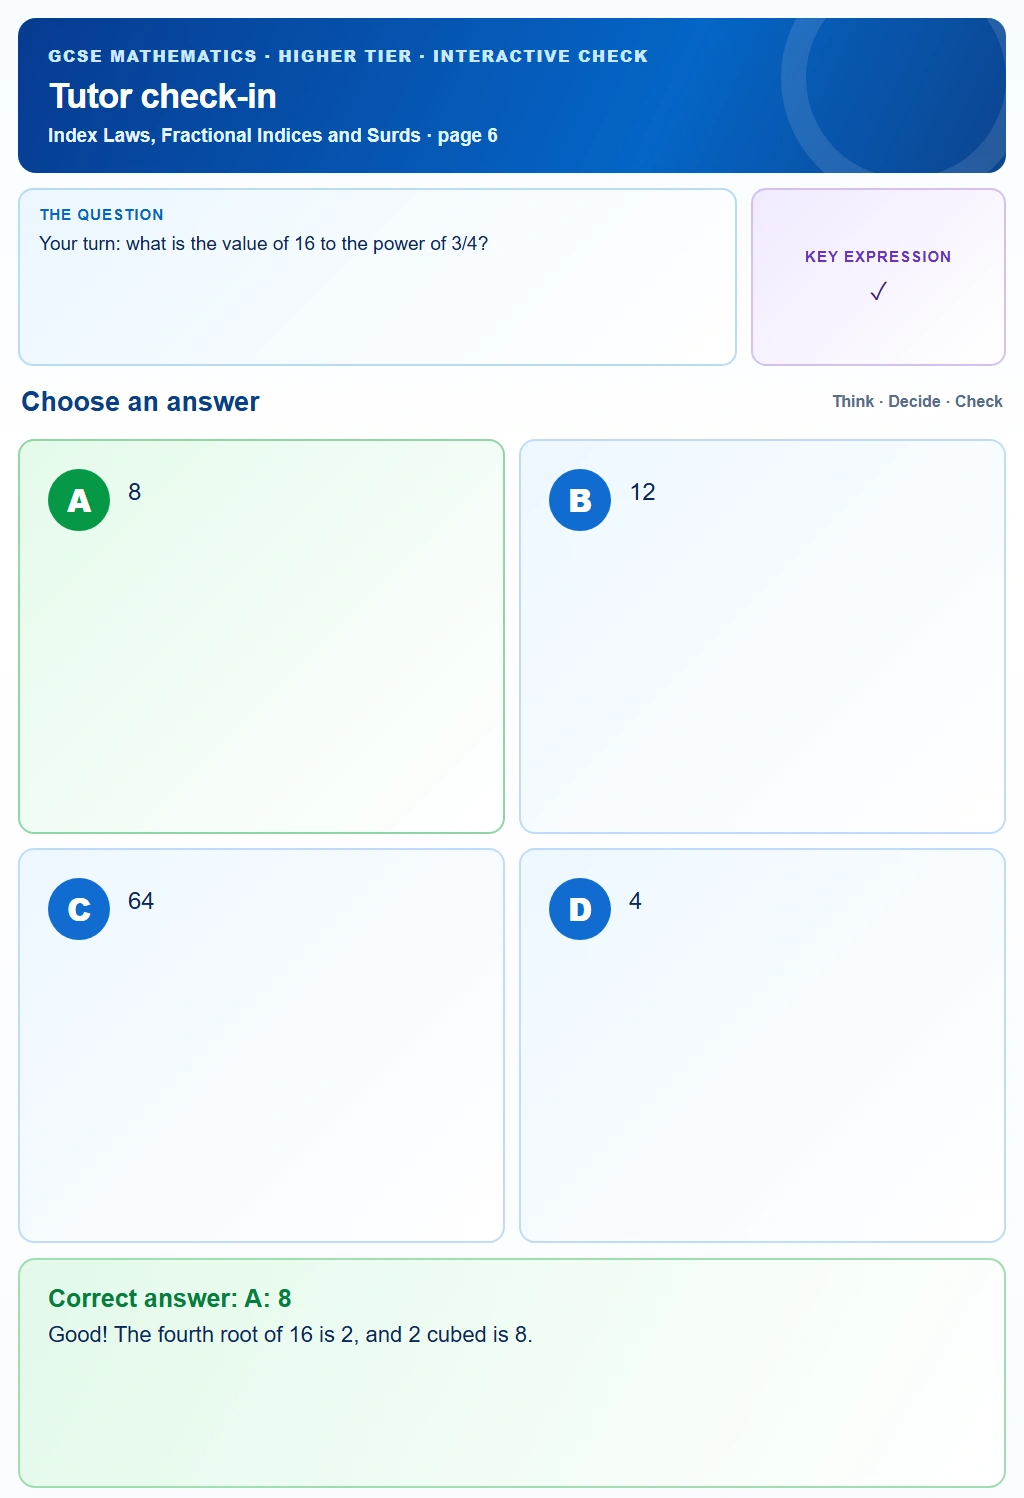 GCSE MATHEMATICS · HIGHER TIER · INTERACTIVE CHECK
Tutor check-in
Index Laws, Fractional Indices and Surds · page 6
THE QUESTION
Your turn: what is the value of 16 to the power of 3/4?
KEY EXPRESSION
✓
Choose an answer
Think · Decide · Check
A 8
B 12
C 64
D 4
Correct answer: A: 8
Good! The fourth root of 16 is 2, and 2 cubed is 8.